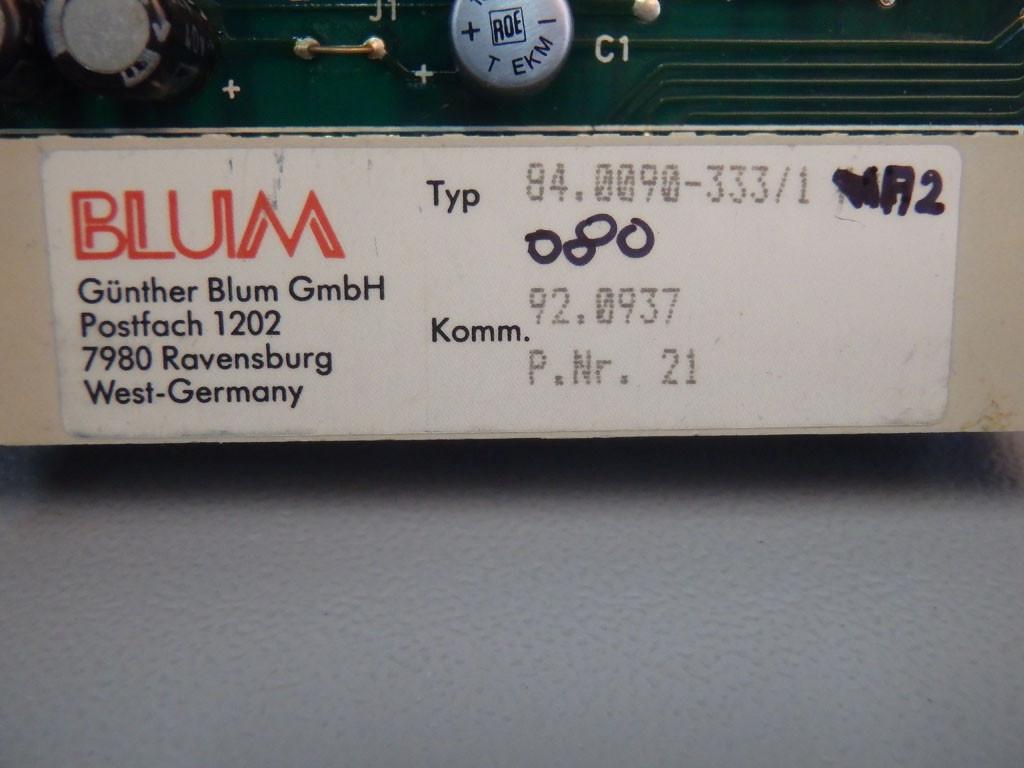 J1
+
+
ROE
-
T EKM
C1
+
BLUM
Günther Blum GmbH
Postfach 1202
7980 Ravensburg
West-Germany
Typ 84.0090-333/1 A2
080
Komm. 92.0937
P.Nr. 21